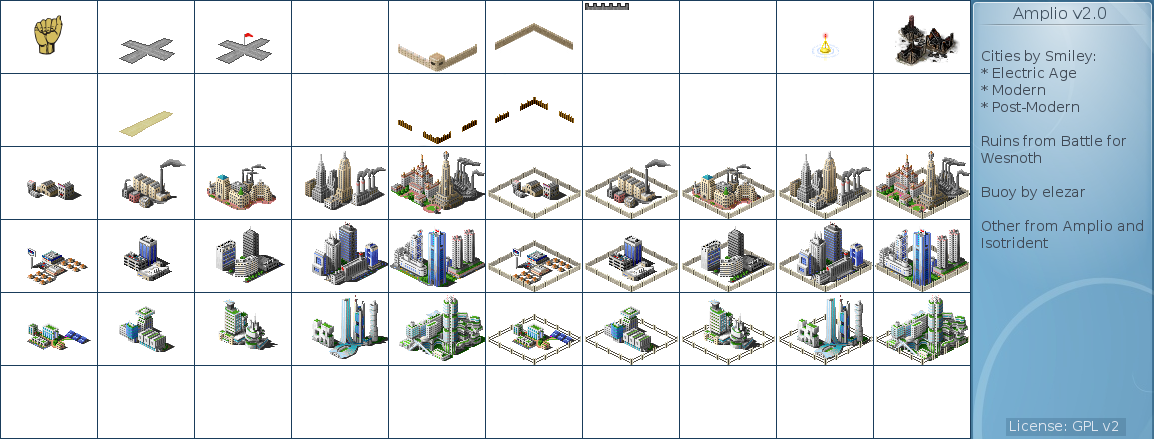 Amplio v2.0
Cities by Smiley:
* Electric Age
* Modern
* Post-Modern
Ruins from Battle for
Wesnoth
Buoy by elezar
Other from Amplio and
Isotrident
License: GPL v2